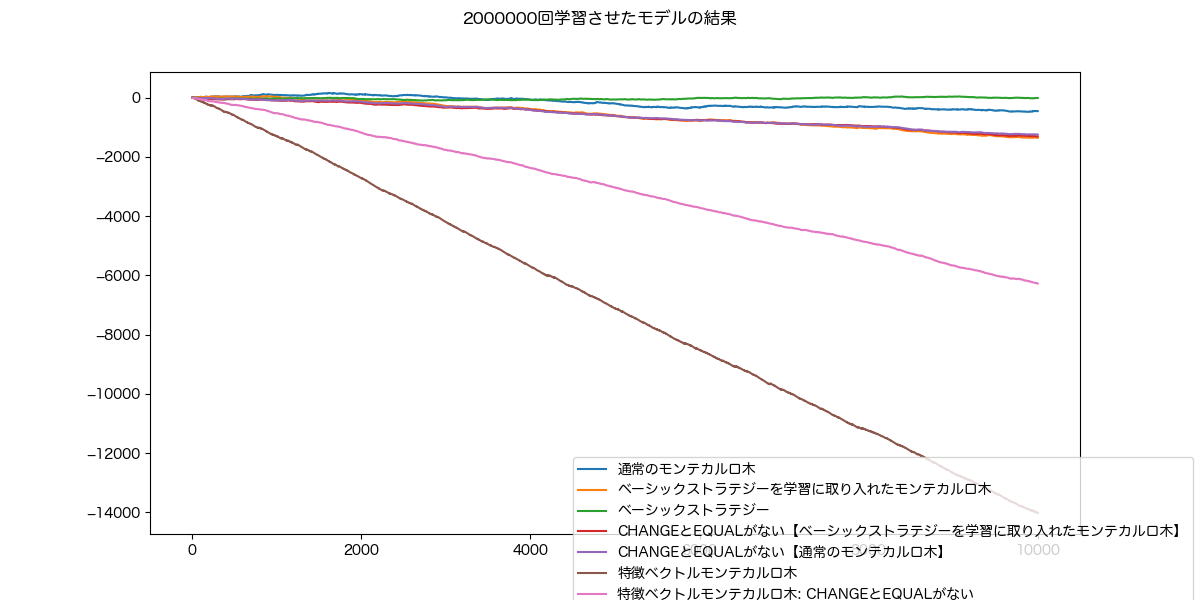 2000000回学習させたモデルの結果
0
−2000
−4000
−6000
−8000
−10000
−12000
−14000
0
2000
4000
6000
8000
10000
通常のモンテカルロ木
ベーシックストラテジーを学習に取り入れたモンテカルロ木
ベーシックストラテジー
CHANGEとEQUALがない【ベーシックストラテジーを学習に取り入れたモンテカルロ木】
CHANGEとEQUALがない【通常のモンテカルロ木】
特徴ベクトルモンテカルロ木
特徴ベクトルモンテカルロ木: CHANGEとEQUALがない